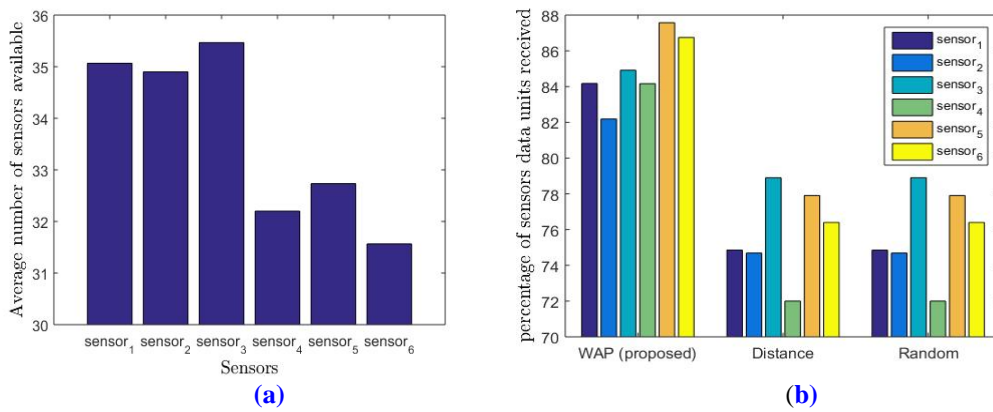 36
35
34
33
32
31
30
Average number of sensors available
sensor₁ sensor₂ sensor₃ sensor₄ sensor₅ sensor₆
Sensors
(a)
88
86
84
82
80
78
76
74
72
70
percentage of sensors data units received
sensor₁
sensor₂
sensor₃
sensor₄
sensor₅
sensor₆
WAP (proposed) Distance Random
(b)